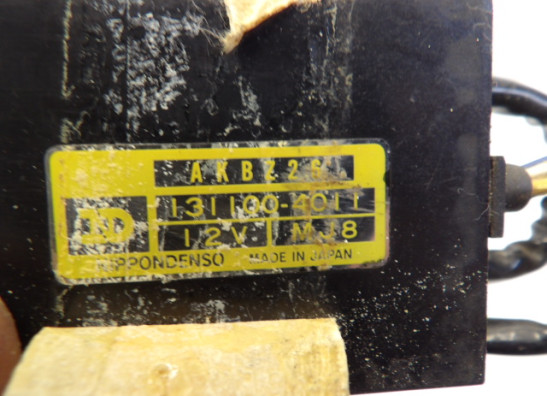 AKBZ26
ND
131100-4011
12V MJ8
NIPPONDENSO MADE IN JAPAN